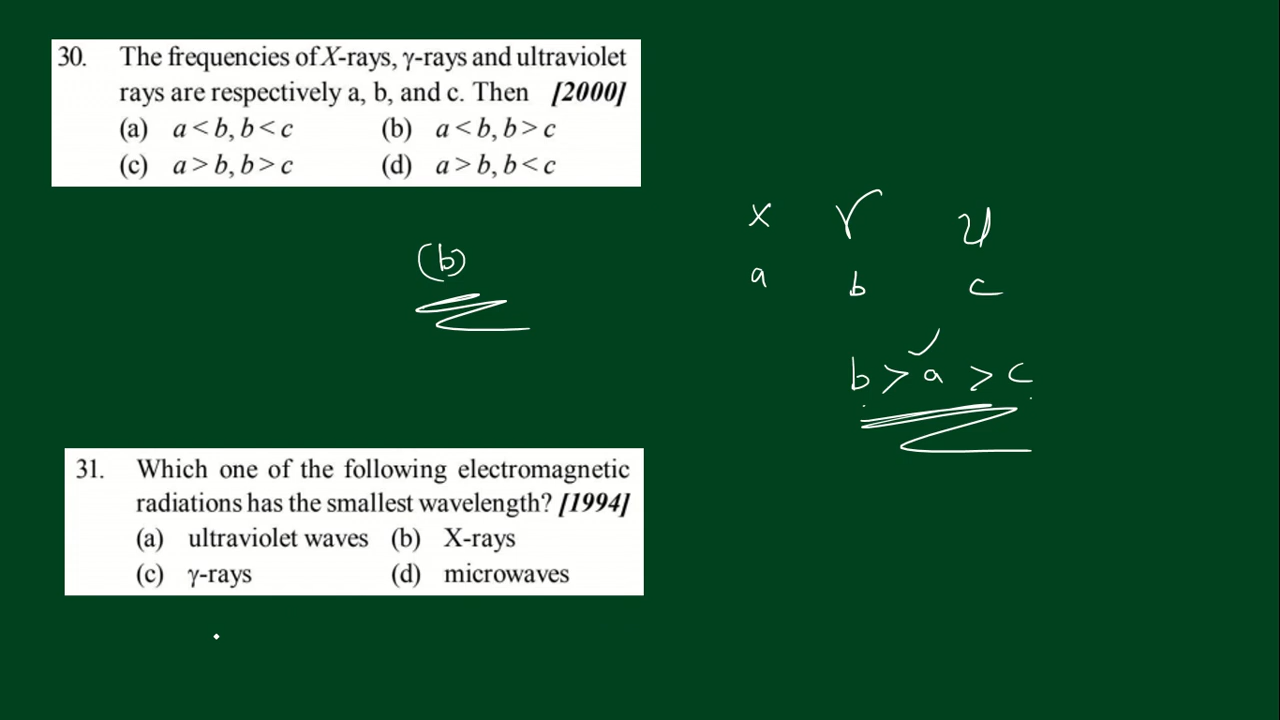 30. The frequencies of X-rays, γ-rays and ultraviolet
rays are respectively a, b, and c. Then [2000]
(a) a < b, b < c (b) a < b, b > c
(c) a > b, b > c (d) a > b, b < c
x γ u
(b)
a b c
b > a > c
31. Which one of the following electromagnetic
radiations has the smallest wavelength? [1994]
(a) ultraviolet waves (b) X-rays
(c) γ-rays (d) microwaves